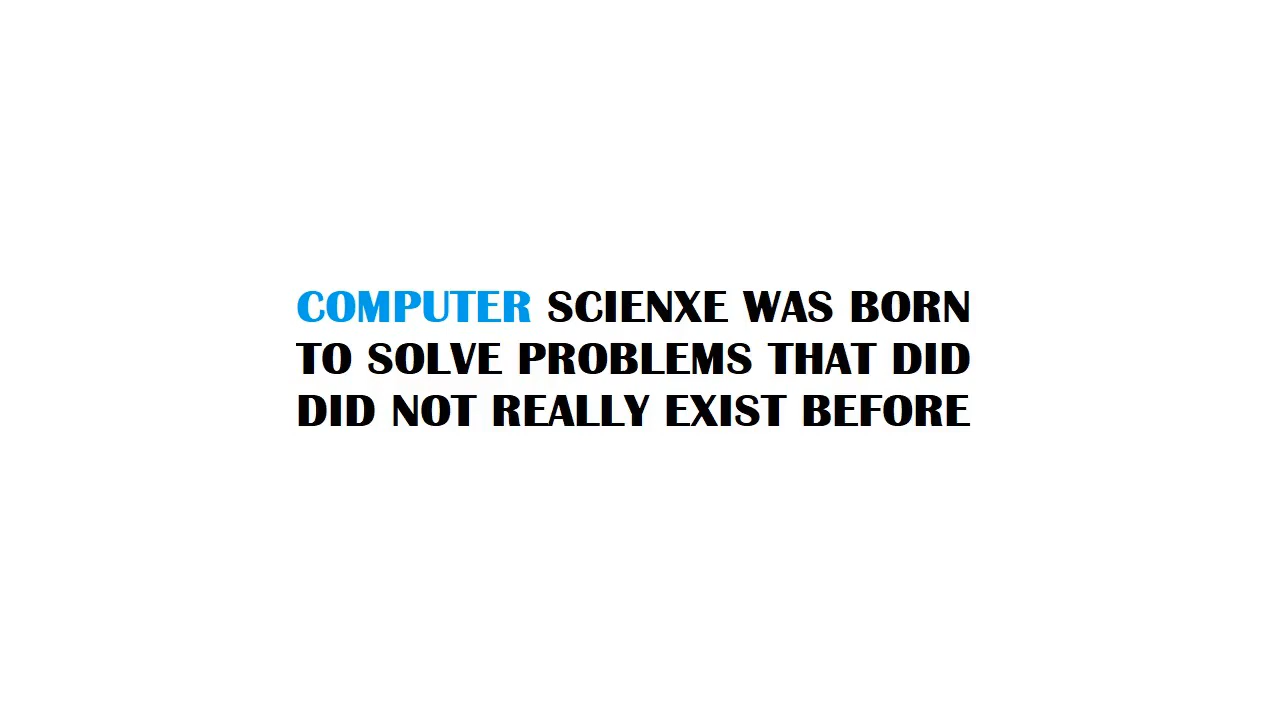 COMPUTER SCIENXE WAS BORN
TO SOLVE PROBLEMS THAT DID
DID NOT REALLY EXIST BEFORE